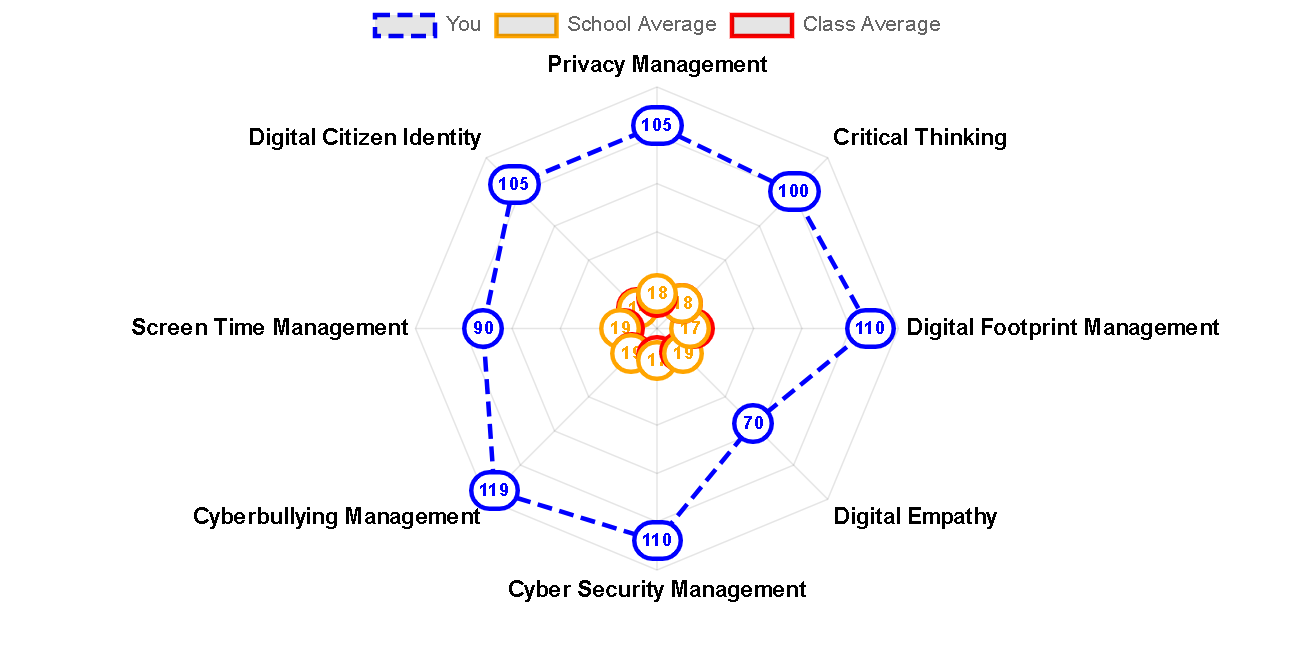 You School Average Class Average
Privacy Management
Digital Citizen Identity
Critical Thinking
105
105
100
18
18
Screen Time Management
90
19
17
110
Digital Footprint Management
19
19
70
119
Cyberbullying Management
Digital Empathy
110
Cyber Security Management